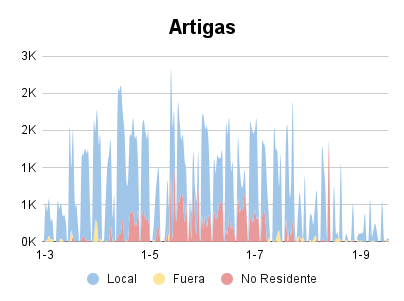 Artigas
3K
2K
2K
1K
1K
0K
1-3 1-5 1-7 1-9
Local Fuera No Residente